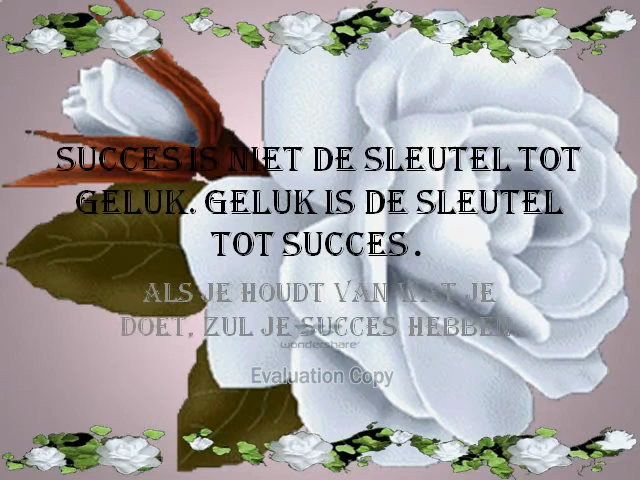 SUCCES IS NIET DE SLEUTEL TOT
GELUK. GELUK IS DE SLEUTEL
TOT SUCCES.
ALS JE HOUDT VAN WAT JE
DOET, ZUL JE SUCCES HEBBEN
wondershare
Evaluation Copy